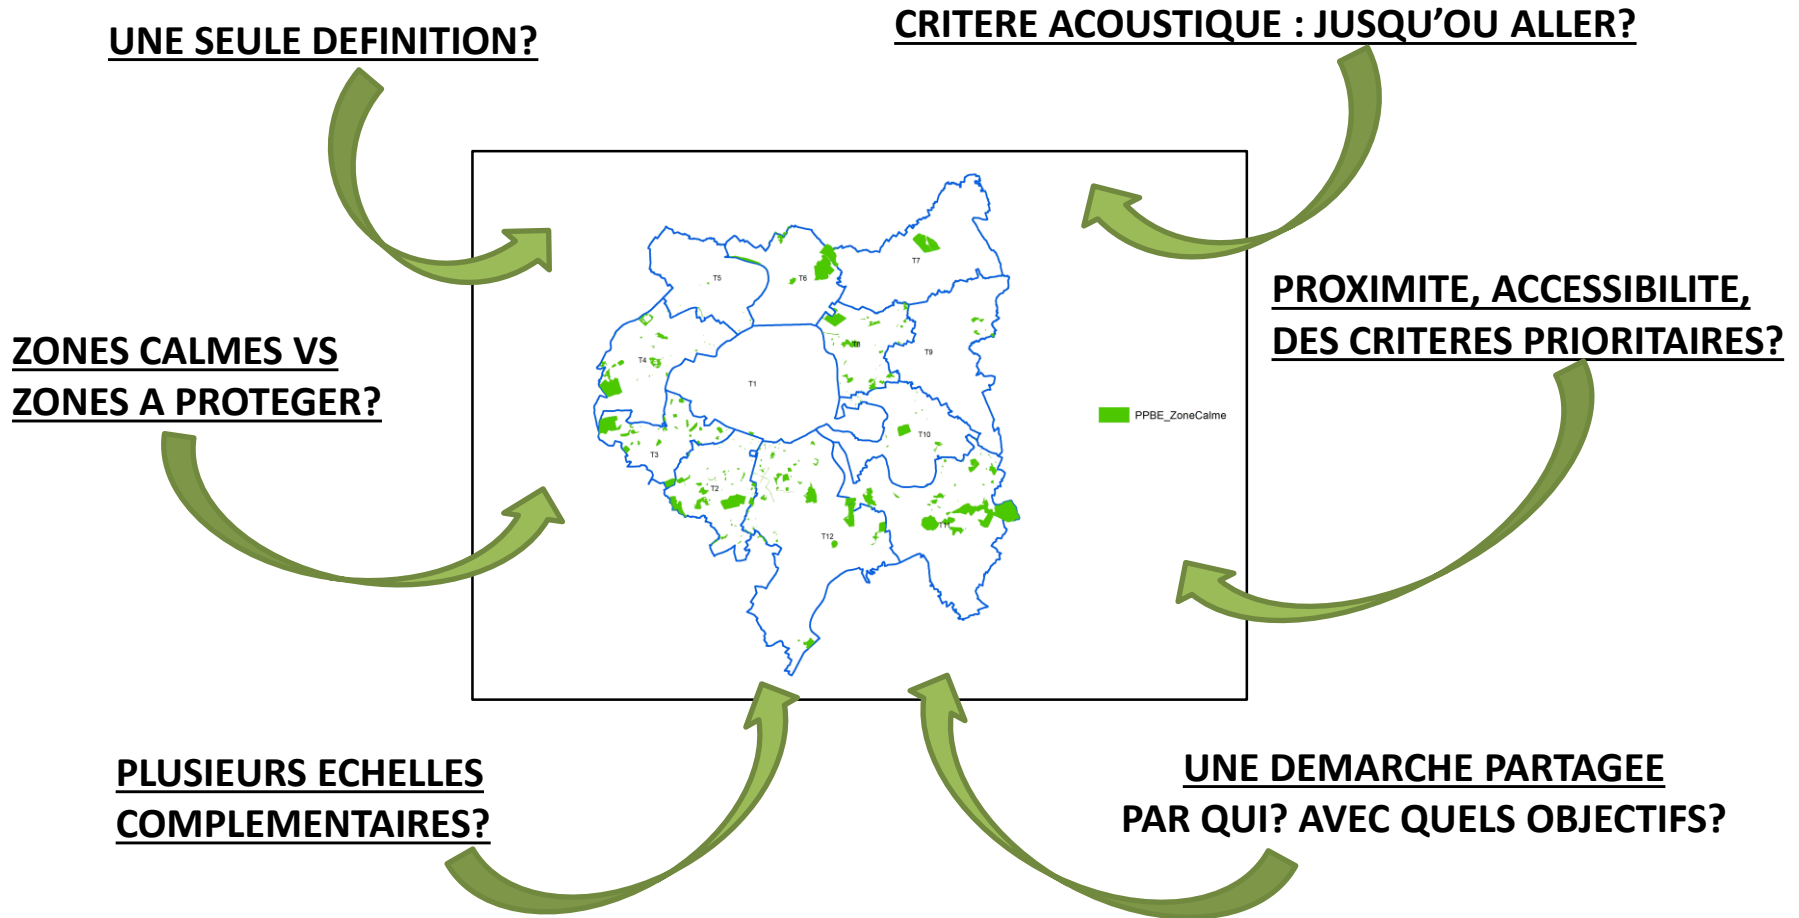 UNE SEULE DEFINITION?
CRITERE ACOUSTIQUE : JUSQU’OU ALLER?
PROXIMITE, ACCESSIBILITE,
DES CRITERES PRIORITAIRES?
ZONES CALMES VS
ZONES A PROTEGER?
T7
T5
T6
T8
T9
T4
T1
PPBE_ZoneCalme
T10
T3
T2
T11
T12
PLUSIEURS ECHELLES
COMPLEMENTAIRES?
UNE DEMARCHE PARTAGEE
PAR QUI? AVEC QUELS OBJECTIFS?